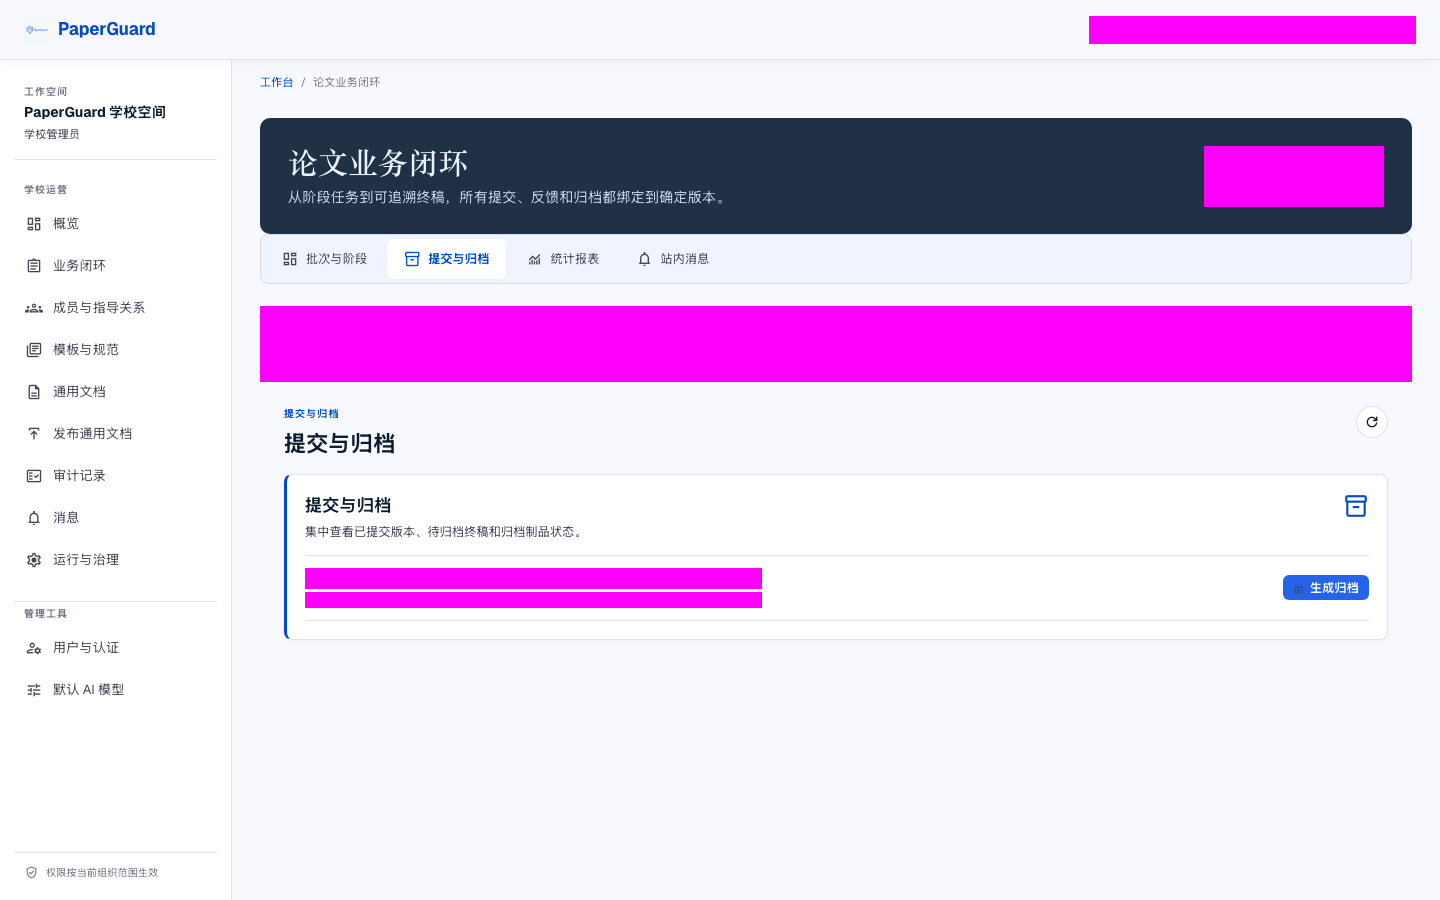 PaperGuard
工作空间
PaperGuard 学校空间
学校管理员
学校运营
概览
业务闭环
成员与指导关系
模板与规范
通用文档
发布通用文档
审计记录
消息
运行与治理
管理工具
用户与认证
默认 AI 模型
权限按当前组织范围生效
工作台 / 论文业务闭环
论文业务闭环
从阶段任务到可追溯终稿，所有提交、反馈和归档都绑定到确定版本。
批次与阶段
提交与归档
统计报表
站内消息
提交与归档
提交与归档
提交与归档
集中查看已提交版本、待归档终稿和归档制品状态。
生成归档